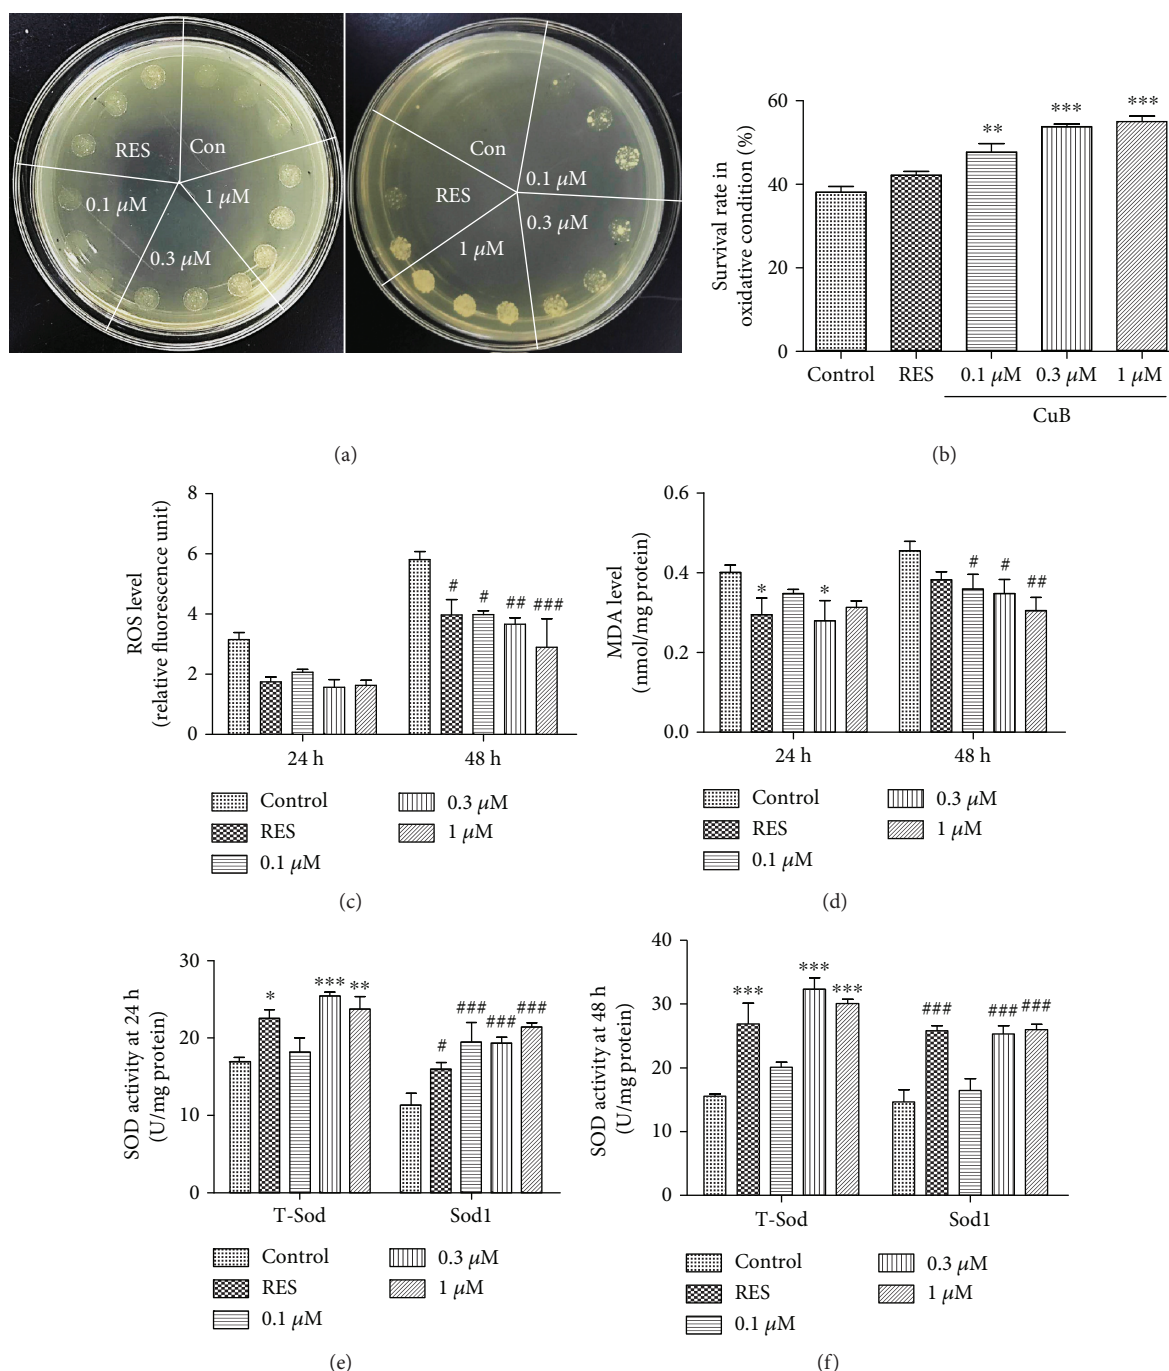 RES
Con
0.1 μM
1 μM
0.3 μM
Con
0.1 μM
RES
0.3 μM
1 μM
(a)
Survival rate in
oxidative condition (%)
60
40
20
0
**
***
***
Control
RES
0.1 μM
0.3 μM
1 μM
CuB
(b)
ROS level
(relative fluorescence unit)
8
6
4
2
0
#
#
##
###
24 h
48 h
Control
RES
0.1 μM
0.3 μM
1 μM
(c)
MDA level
(nmol/mg protein)
0.6
0.4
0.2
0.0
*
*
#
#
##
24 h
48 h
Control
RES
0.1 μM
0.3 μM
1 μM
(d)
SOD activity at 24 h
(U/mg protein)
30
20
10
0
*
***
**
#
###
###
###
T-Sod
Sod1
Control
RES
0.1 μM
0.3 μM
1 μM
(e)
SOD activity at 48 h
(U/mg protein)
40
30
20
10
0
***
***
***
###
###
###
T-Sod
Sod1
Control
RES
0.1 μM
0.3 μM
1 μM
(f)